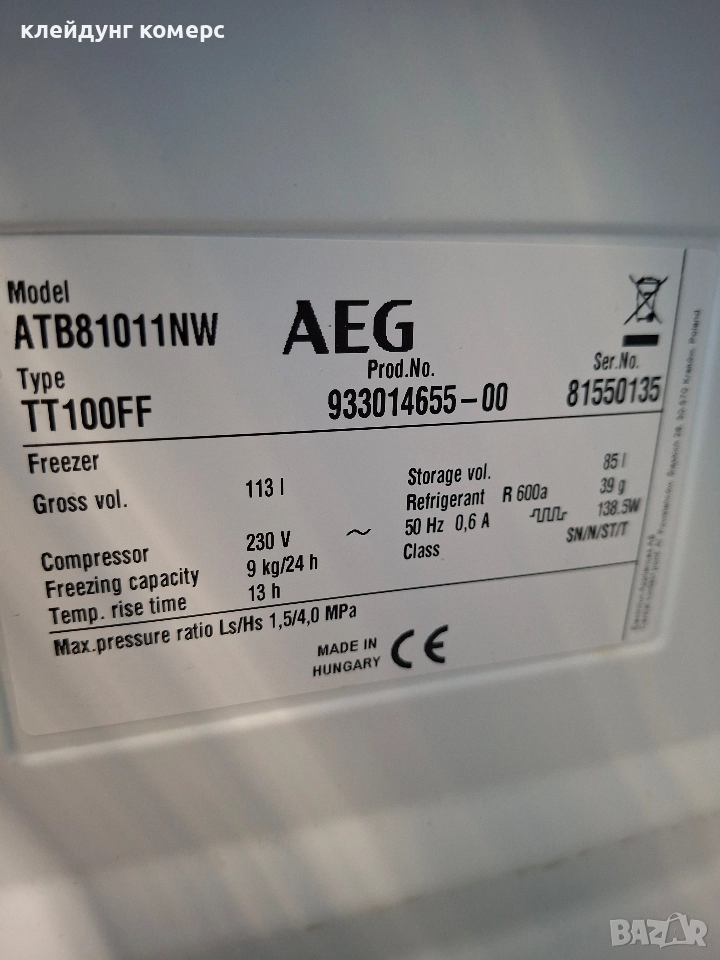 клейдунг комерс
Model
ATB81011NW
AEG
Type
TT100FF
Prod.No.
933014655-00
Ser.No.
81550135
Freezer
Gross vol. 113 l
Storage vol. 85 l
Refrigerant R 600a 39 g
Compressor 230 V ~ 50 Hz 0,6 A 138.5W
Freezing capacity 9 kg/24 h Class SN/N/ST/T
Temp. rise time 13 h
Max.pressure ratio Ls/Hs 1,5/4,0 MPa
MADE IN
HUNGARY
CE
BAZAR